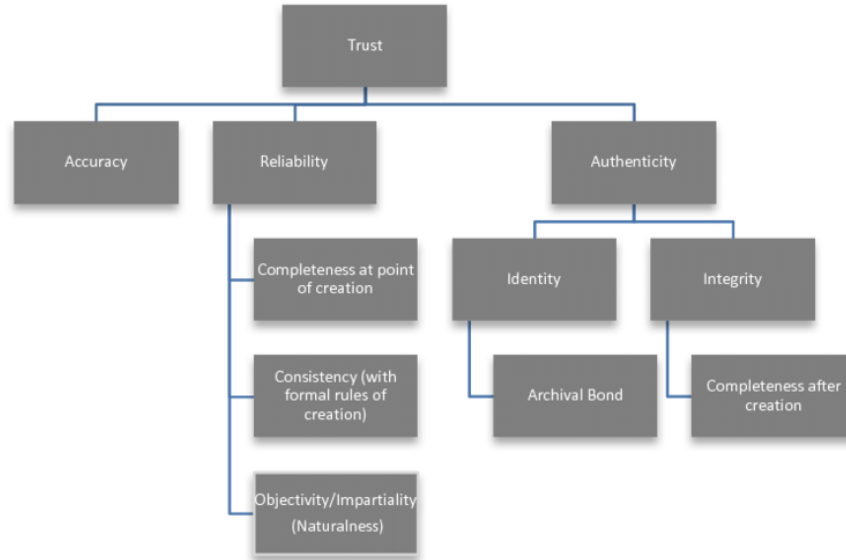 Trust
Accuracy
Reliability
Authenticity
Completeness at point
of creation
Identity
Integrity
Consistency (with
formal rules of
creation)
Archival Bond
Completeness after
creation
Objectivity/Impartiality
(Naturalness)